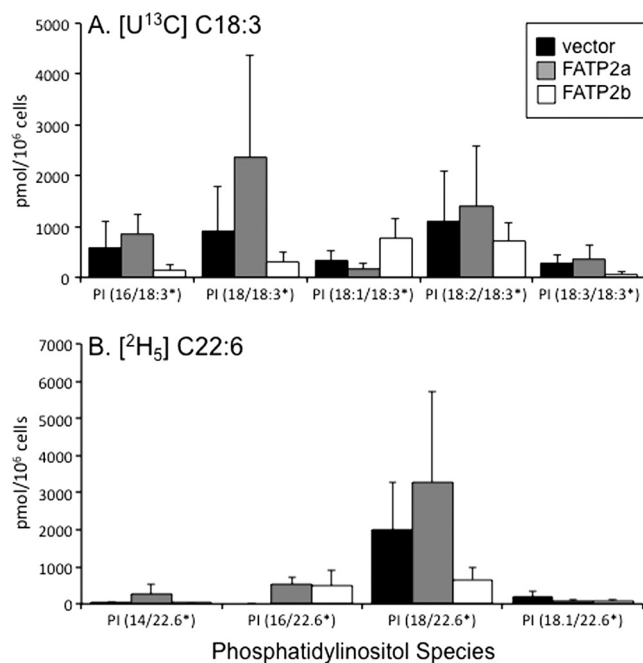 A. [U¹³C] C18:3
vector
FATP2a
FATP2b
pmol/10⁶ cells
5000
4000
3000
2000
1000
0
PI (16/18:3*) PI (18/18:3*) PI (18:1/18:3*) PI (18:2/18:3*) PI (18:3/18:3*)
B. [²H₅] C22:6
pmol/10⁶ cells
7000
6000
5000
4000
3000
2000
1000
0
PI (14/22.6*) PI (16/22.6*) PI (18/22.6*) PI (18.1/22.6*)
Phosphatidylinositol Species